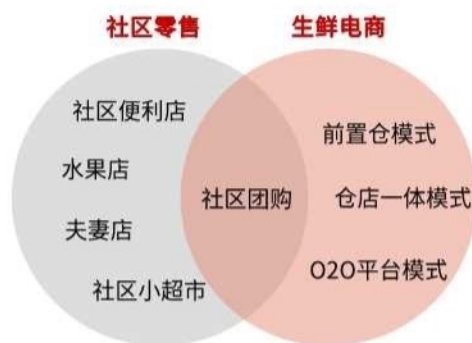 社区零售
生鲜电商
社区便利店
水果店
夫妻店
社区小超市
社区团购
前置仓模式
仓店一体模式
O2O平台模式